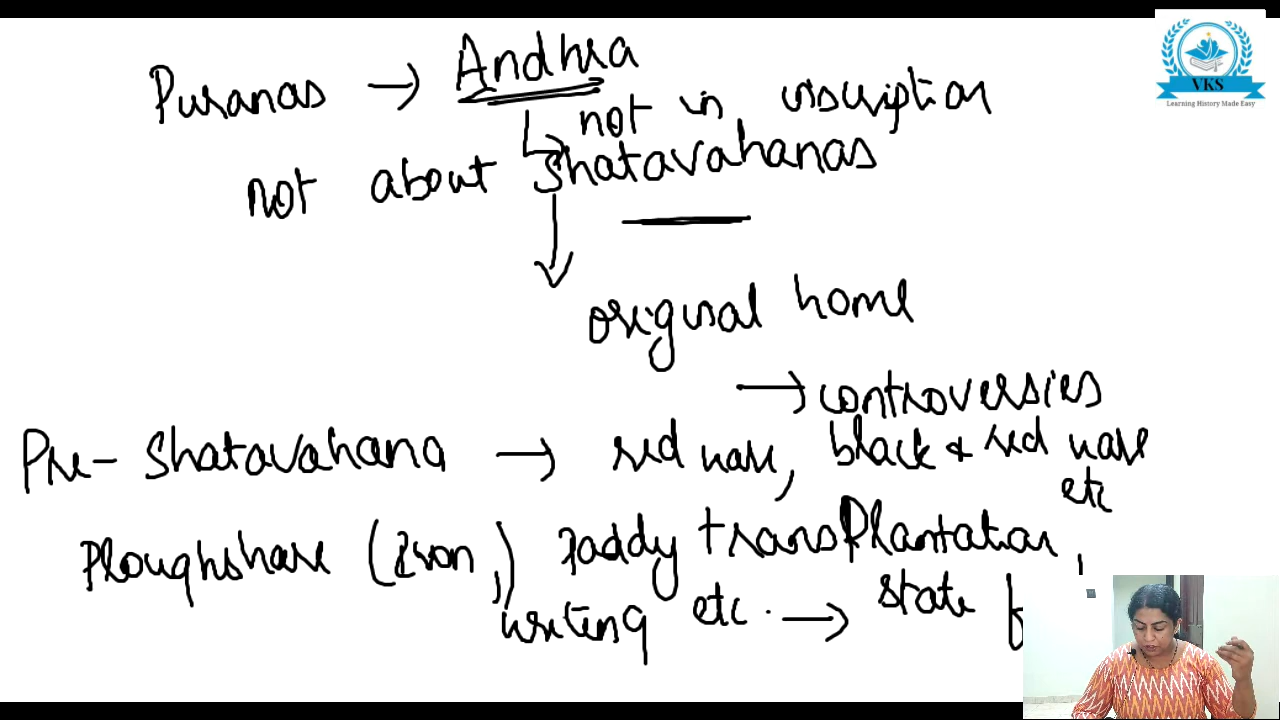 Puranas → Andhra
↳ not in inscription
not about Shatavahanas
original home
→ controversies
Pre-Shatavahana → red ware, black & red ware
etc
Ploughshare (Iron,) Paddy transplantation,
writing etc. → state f
VKS
Learning History Made Easy